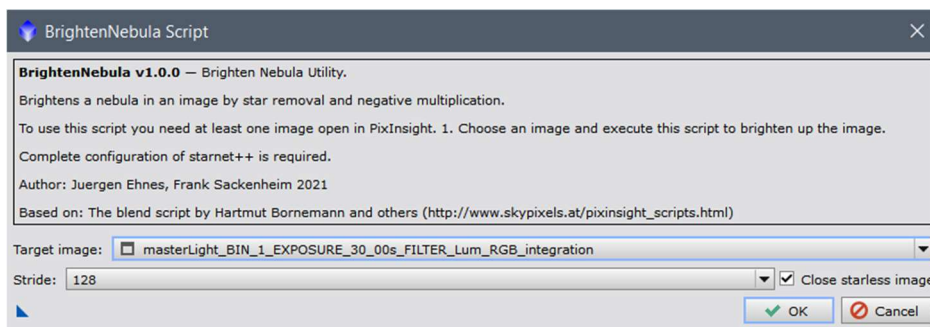 BrightenNebula Script
BrightenNebula v1.0.0 — Brighten Nebula Utility.
Brightens a nebula in an image by star removal and negative multiplication.
To use this script you need at least one image open in PixInsight. 1. Choose an image and execute this script to brighten up the image.
Complete configuration of starnet++ is required.
Author: Juergen Ehnes, Frank Sackenheim 2021
Based on: The blend script by Hartmut Bornemann and others (http://www.skypixels.at/pixinsight_scripts.html)
Target image: masterLight_BIN_1_EXPOSURE_30_00s_FILTER_Lum_RGB_integration
Stride: 128 Close starless image
OK Cancel